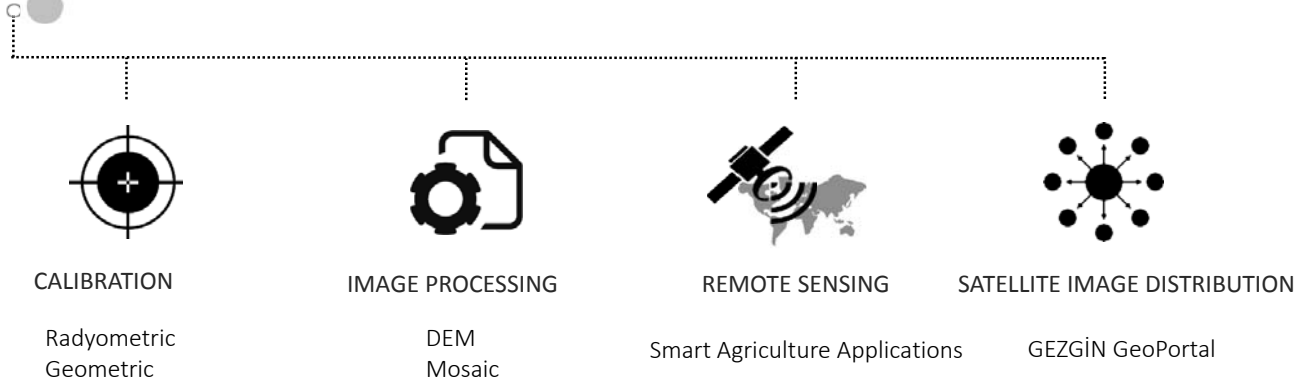 CALIBRATION
Radyometric
Geometric
IMAGE PROCESSING
DEM
Mosaic
REMOTE SENSING
Smart Agriculture Applications
SATELLITE IMAGE DISTRIBUTION
GEZGİN GeoPortal